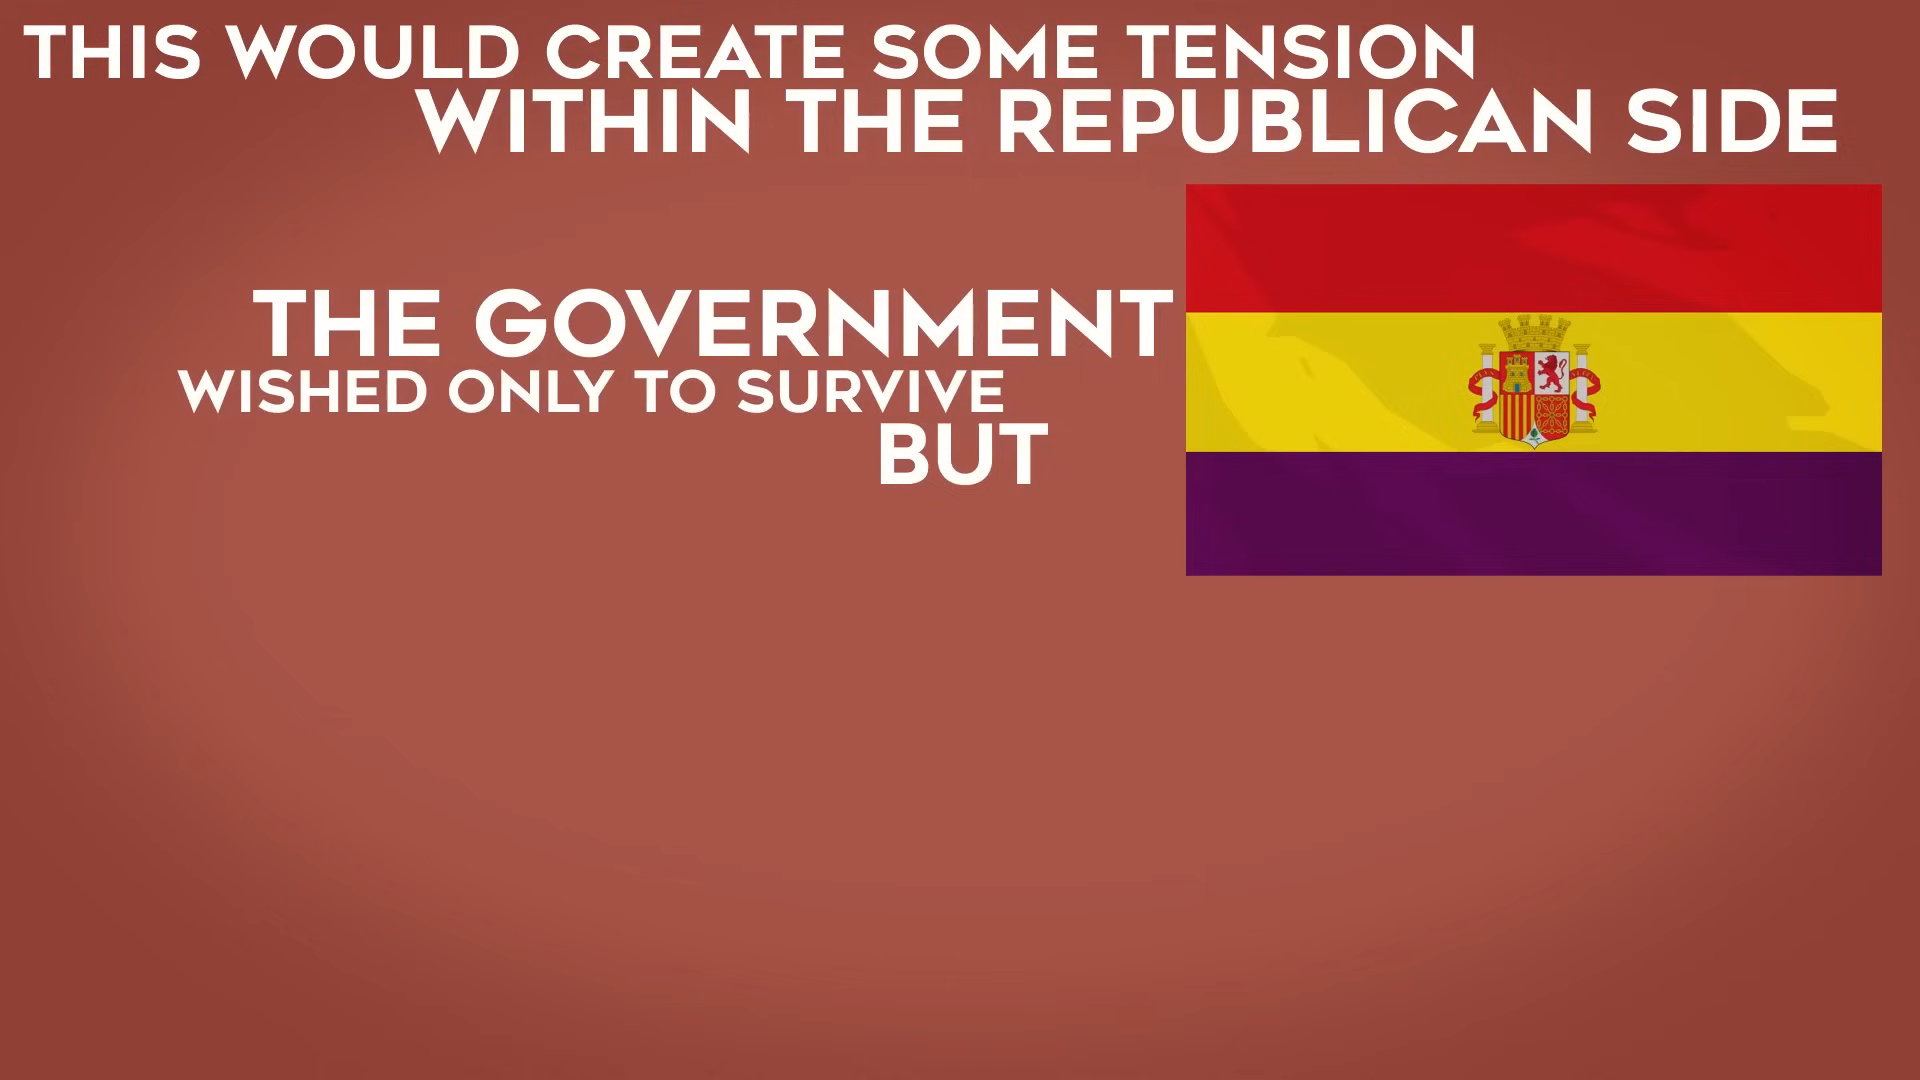 THIS WOULD CREATE SOME TENSION
WITHIN THE REPUBLICAN SIDE
THE GOVERNMENT
WISHED ONLY TO SURVIVE
BUT